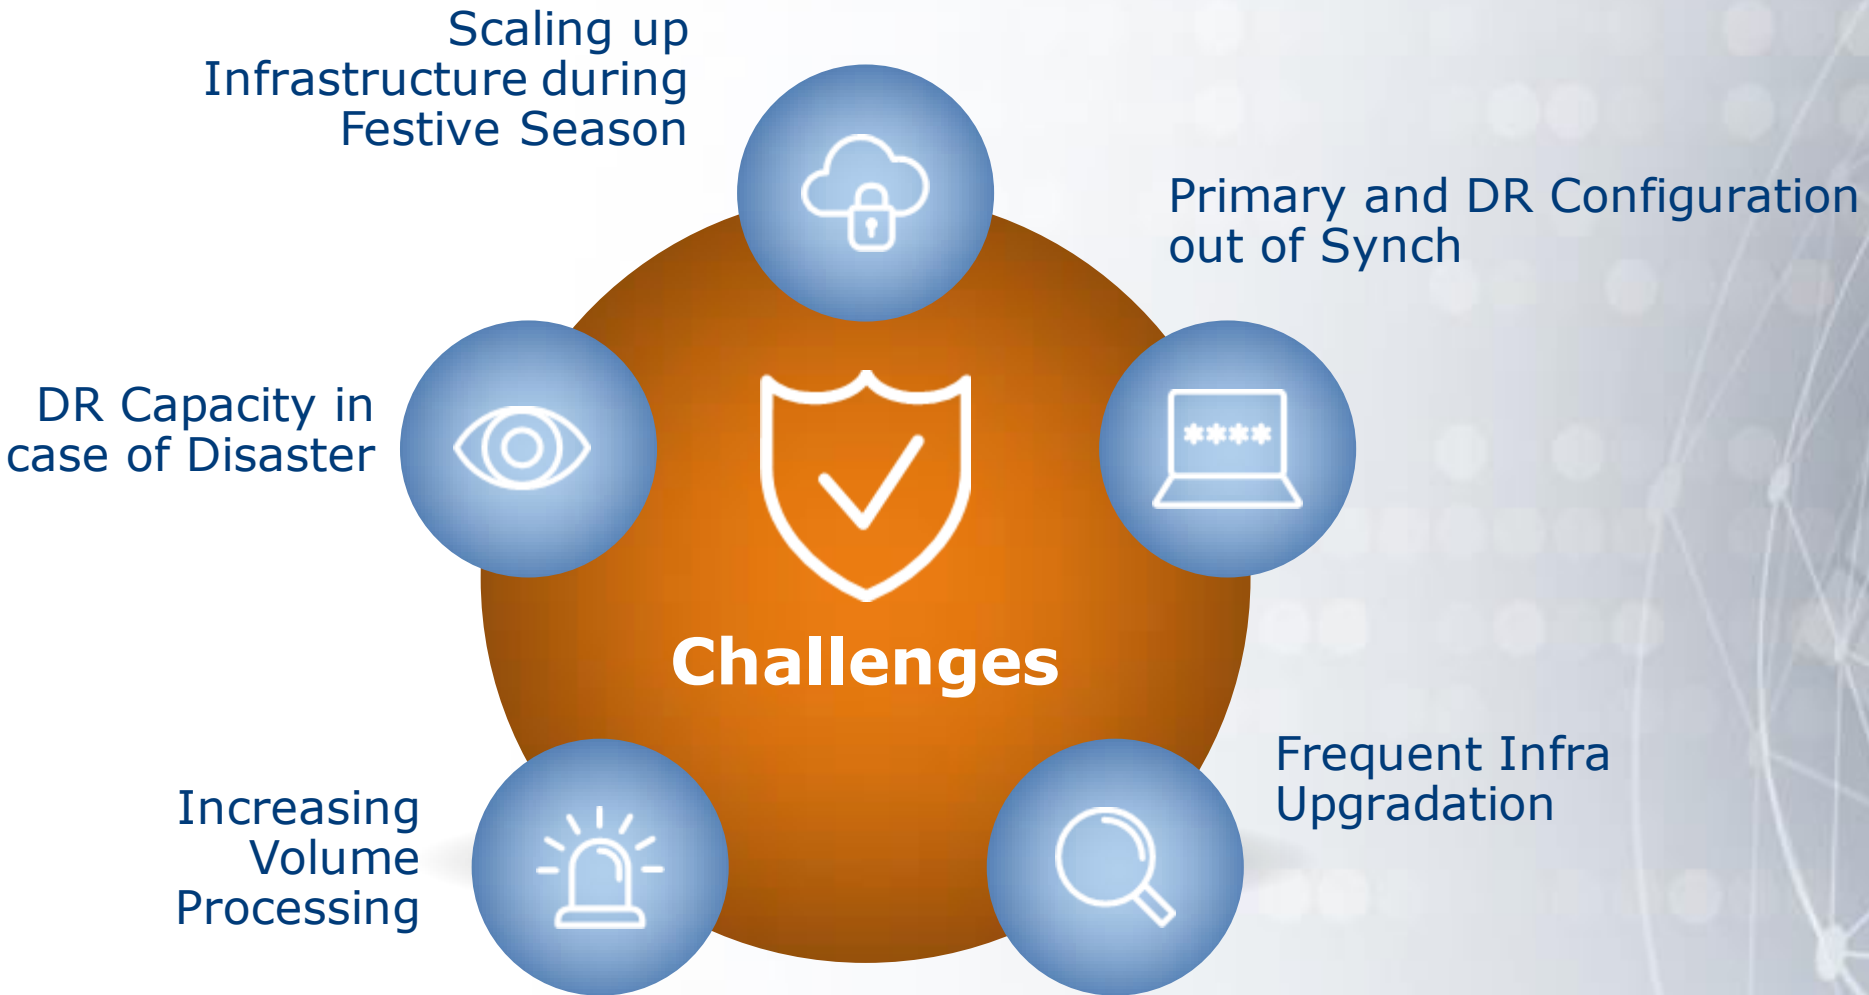 Scaling up
Infrastructure during
Festive Season
Primary and DR Configuration
out of Synch
DR Capacity in
case of Disaster
****
Challenges
Frequent Infra
Upgradation
Increasing
Volume
Processing